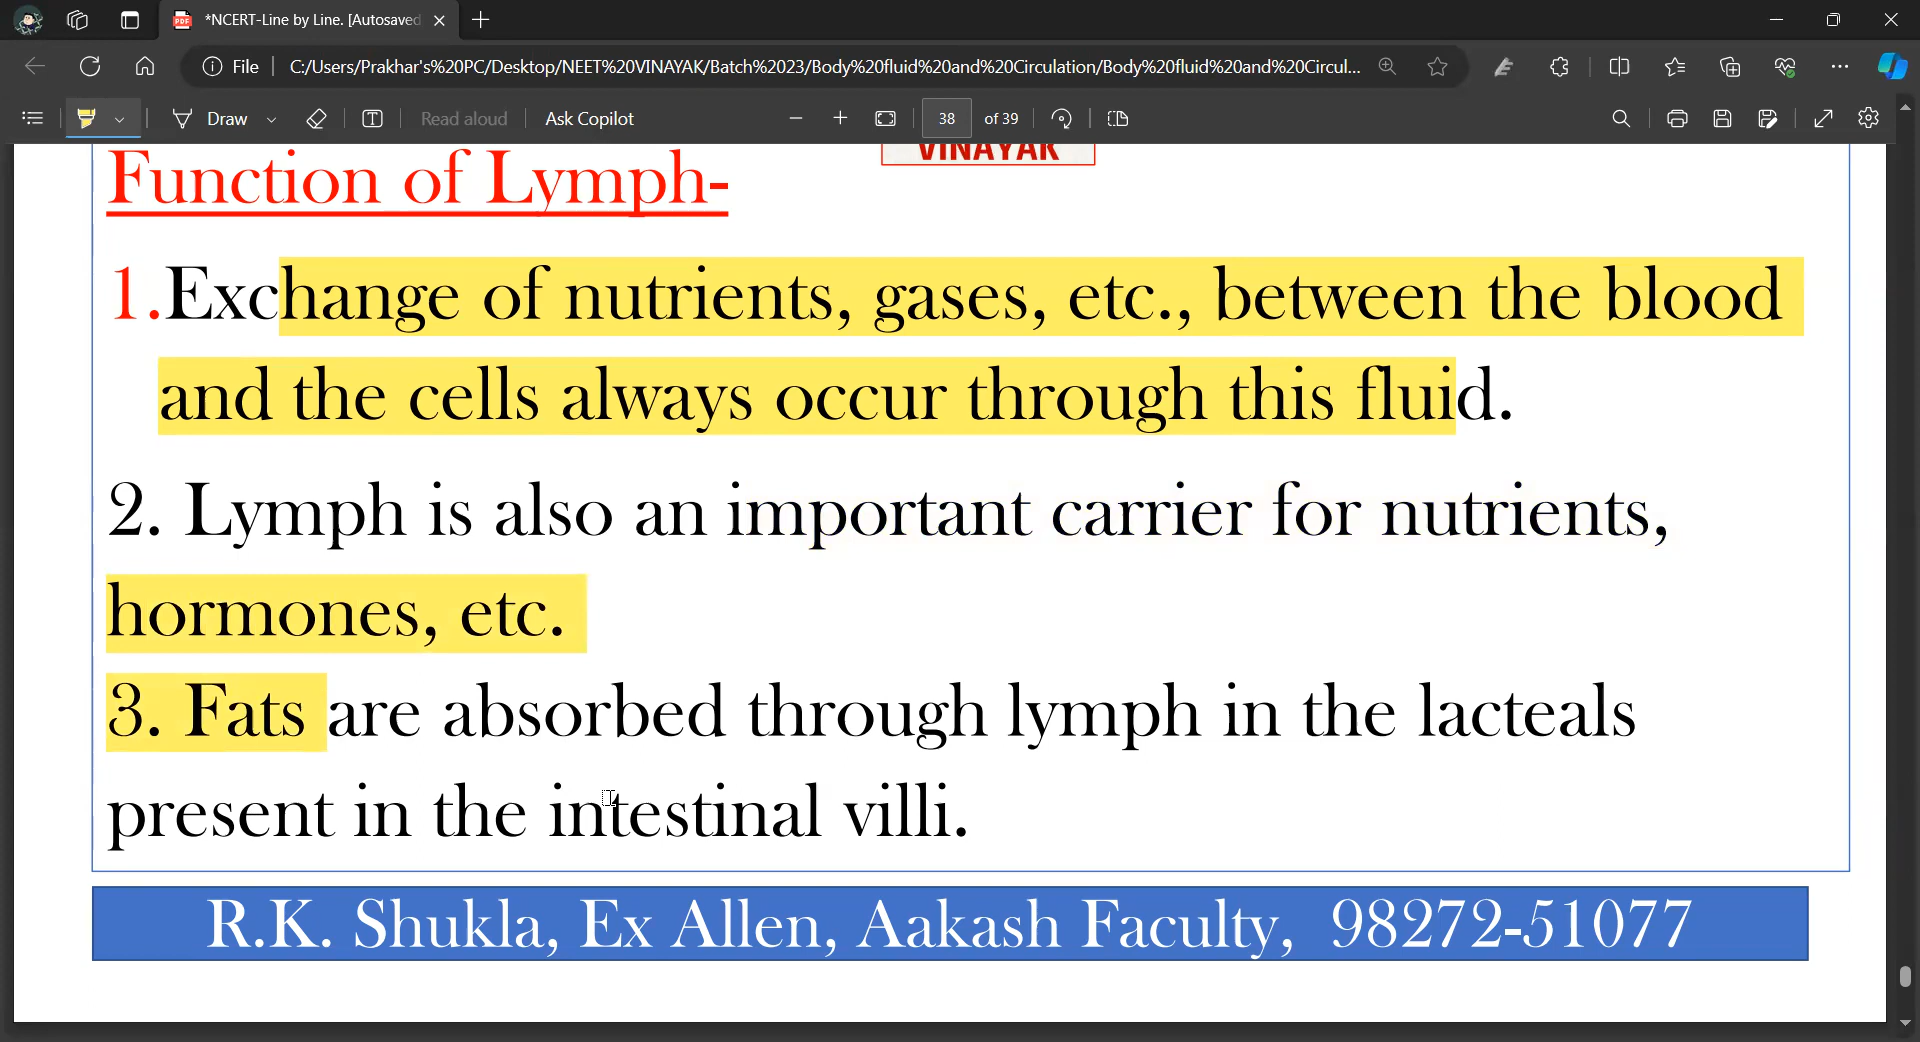 *NCERT-Line by Line. [Autosaved
File C:/Users/Prakhar's%20PC/Desktop/NEET%20VINAYAK/Batch%2023/Body%20fluid%20and%20Circulation/Body%20fluid%20and%20Circul...
Draw Read aloud Ask Copilot 38 of 39
VINAYAK
Function of Lymph-
1.Exchange of nutrients, gases, etc., between the blood
and the cells always occur through this fluid.
2. Lymph is also an important carrier for nutrients,
hormones, etc.
3. Fats are absorbed through lymph in the lacteals
present in the intestinal villi.
R.K. Shukla, Ex Allen, Aakash Faculty, 98272-51077